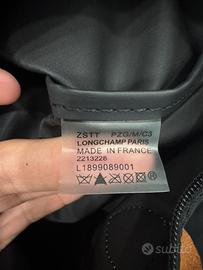 ZSTT PZG/M/C3
LONGCHAMP PARIS
MADE IN FRANCE
2213228
L1899089001
subito